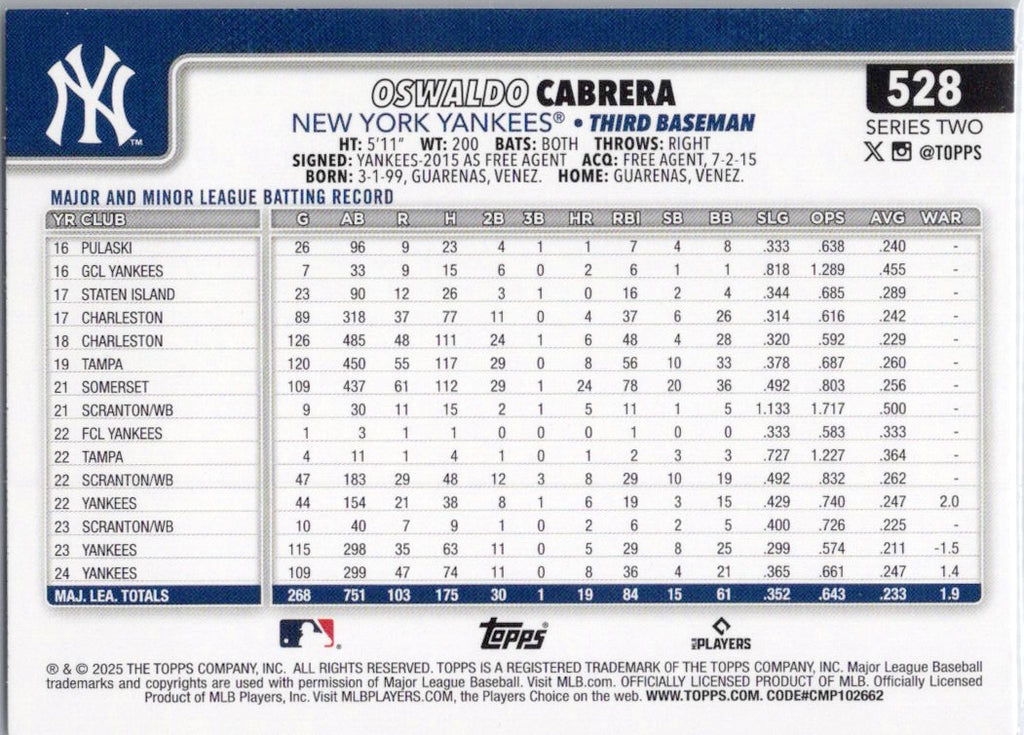 NY
TM
OSWALDO CABRERA
528
NEW YORK YANKEES® • THIRD BASEMAN
SERIES TWO
HT: 5'11" WT: 200 BATS: BOTH THROWS: RIGHT
X @TOPPS
SIGNED: YANKEES-2015 AS FREE AGENT ACQ: FREE AGENT, 7-2-15
BORN: 3-1-99, GUARENAS, VENEZ. HOME: GUARENAS, VENEZ.
MAJOR AND MINOR LEAGUE BATTING RECORD
YR CLUB G AB R H 2B 3B HR RBI SB BB SLG OPS AVG WAR
16 PULASKI 26 96 9 23 4 1 1 7 4 8 .333 .638 .240 -
16 GCL YANKEES 7 33 9 15 6 0 2 6 1 1 .818 1.289 .455 -
17 STATEN ISLAND 23 90 12 26 3 1 0 16 2 4 .344 .685 .289 -
17 CHARLESTON 89 318 37 77 11 0 4 37 6 26 .314 .616 .242 -
18 CHARLESTON 126 485 48 111 24 1 6 48 4 28 .320 .592 .229 -
19 TAMPA 120 450 55 117 29 0 8 56 10 33 .378 .687 .260 -
21 SOMERSET 109 437 61 112 29 1 24 78 20 36 .492 .803 .256 -
21 SCRANTON/WB 9 30 11 15 2 1 5 11 1 5 1.133 1.717 .500 -
22 FCL YANKEES 1 3 1 1 0 0 0 1 0 0 .333 .583 .333 -
22 TAMPA 4 11 1 4 1 0 1 2 3 3 .727 1.227 .364 -
22 SCRANTON/WB 47 183 29 48 12 3 8 29 10 19 .492 .832 .262 -
22 YANKEES 44 154 21 38 8 1 6 19 3 15 .429 .740 .247 2.0
23 SCRANTON/WB 10 40 7 9 1 0 2 6 2 5 .400 .726 .225 -
23 YANKEES 115 298 35 63 11 0 5 29 8 25 .299 .574 .211 -1.5
24 YANKEES 109 299 47 74 11 0 8 36 4 21 .365 .661 .247 1.4
MAJ. LEA. TOTALS 268 751 103 175 30 1 19 84 15 61 .352 .643 .233 1.9
Topps® MLB PLAYERS
® & © 2025 THE TOPPS COMPANY, INC. ALL RIGHTS RESERVED. TOPPS IS A REGISTERED TRADEMARK OF THE TOPPS COMPANY, INC. Major League Baseball
trademarks and copyrights are used with permission of Major League Baseball. Visit MLB.com. OFFICIALLY LICENSED PRODUCT OF MLB. Officially Licensed
Product of MLB Players, Inc. Visit MLBPLAYERS.COM, the Players Choice on the web. WWW.TOPPS.COM. CODE#CMP102662